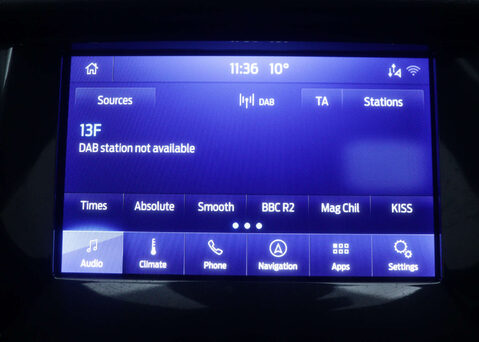 11:36 10°
Sources DAB TA Stations
13F
DAB station not available
Times Absolute Smooth BBC R2 Mag Chil KISS
Audio Climate Phone Navigation Apps Settings